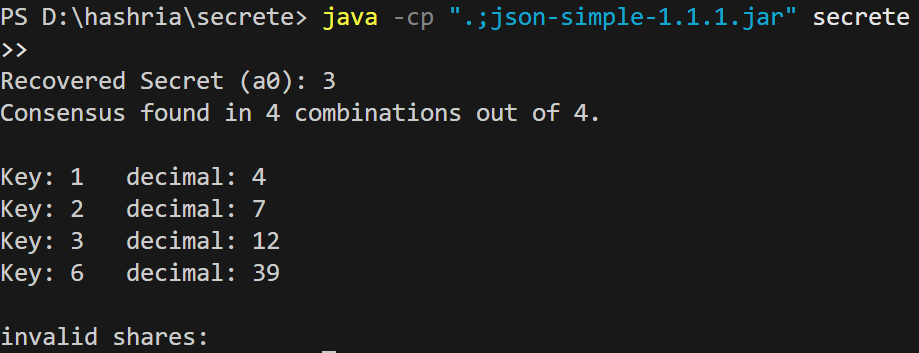 PS D:\hashria\secrete> java -cp ".;json-simple-1.1.1.jar" secrete
>>
Recovered Secret (a0): 3
Consensus found in 4 combinations out of 4.
Key: 1   decimal: 4
Key: 2   decimal: 7
Key: 3   decimal: 12
Key: 6   decimal: 39
invalid shares: